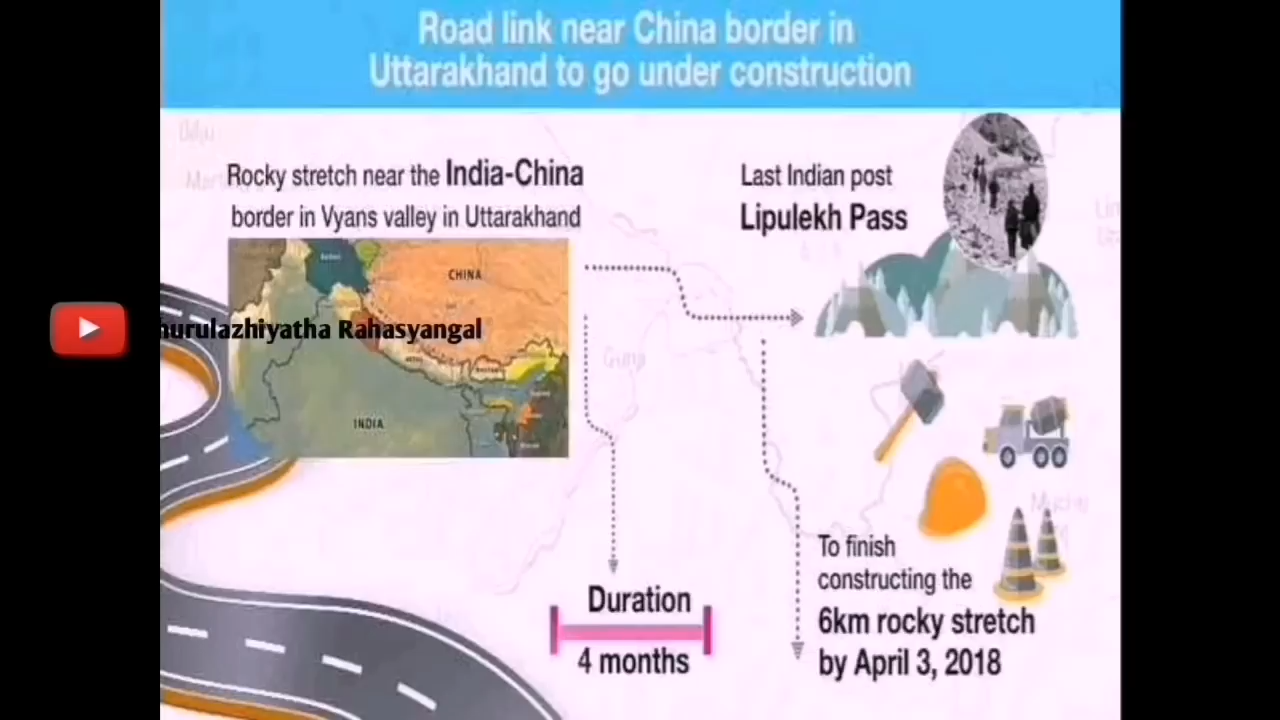 Road link near China border in
Uttarakhand to go under construction
Rocky stretch near the India-China
border in Vyans valley in Uttarakhand
Last Indian post
Lipulekh Pass
CHINA
hurulazhiyatha Rahasyangal
INDIA
Guna
To finish
constructing the
6km rocky stretch
by April 3, 2018
Duration
4 months